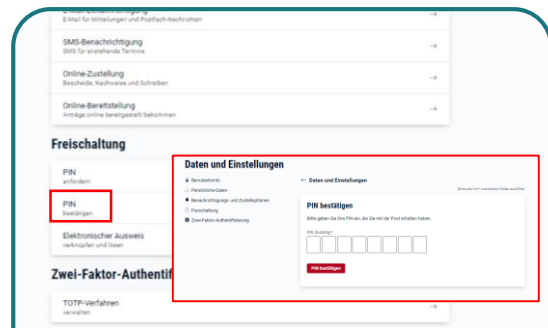 E-Mail-Benachrichtigung
E-Mail für Mitteilungen und Postfach-Nachrichten
SMS-Benachrichtigung
SMS für anstehende Termine
Online-Zustellung
Bescheide, Nachweise und Schreiben
Online-Bereitstellung
Anträge online bereitgestellt bekommen
Freischaltung
PIN
anfordern
PIN
bestätigen
Elektronischer Ausweis
verknüpfen und lösen
Zwei-Faktor-Authentif
TOTP-Verfahren
verwalten
Daten und Einstellungen
Benutzerkonto
Persönliche Daten
Benachrichtigungs- und Zustelloptionen
Freischaltung
Zwei-Faktor-Authentifizierung
← Daten und Einstellungen
PIN bestätigen
Bitte geben Sie Ihre PIN ein, die Sie mit der Post erhalten haben.
PIN bestätigen